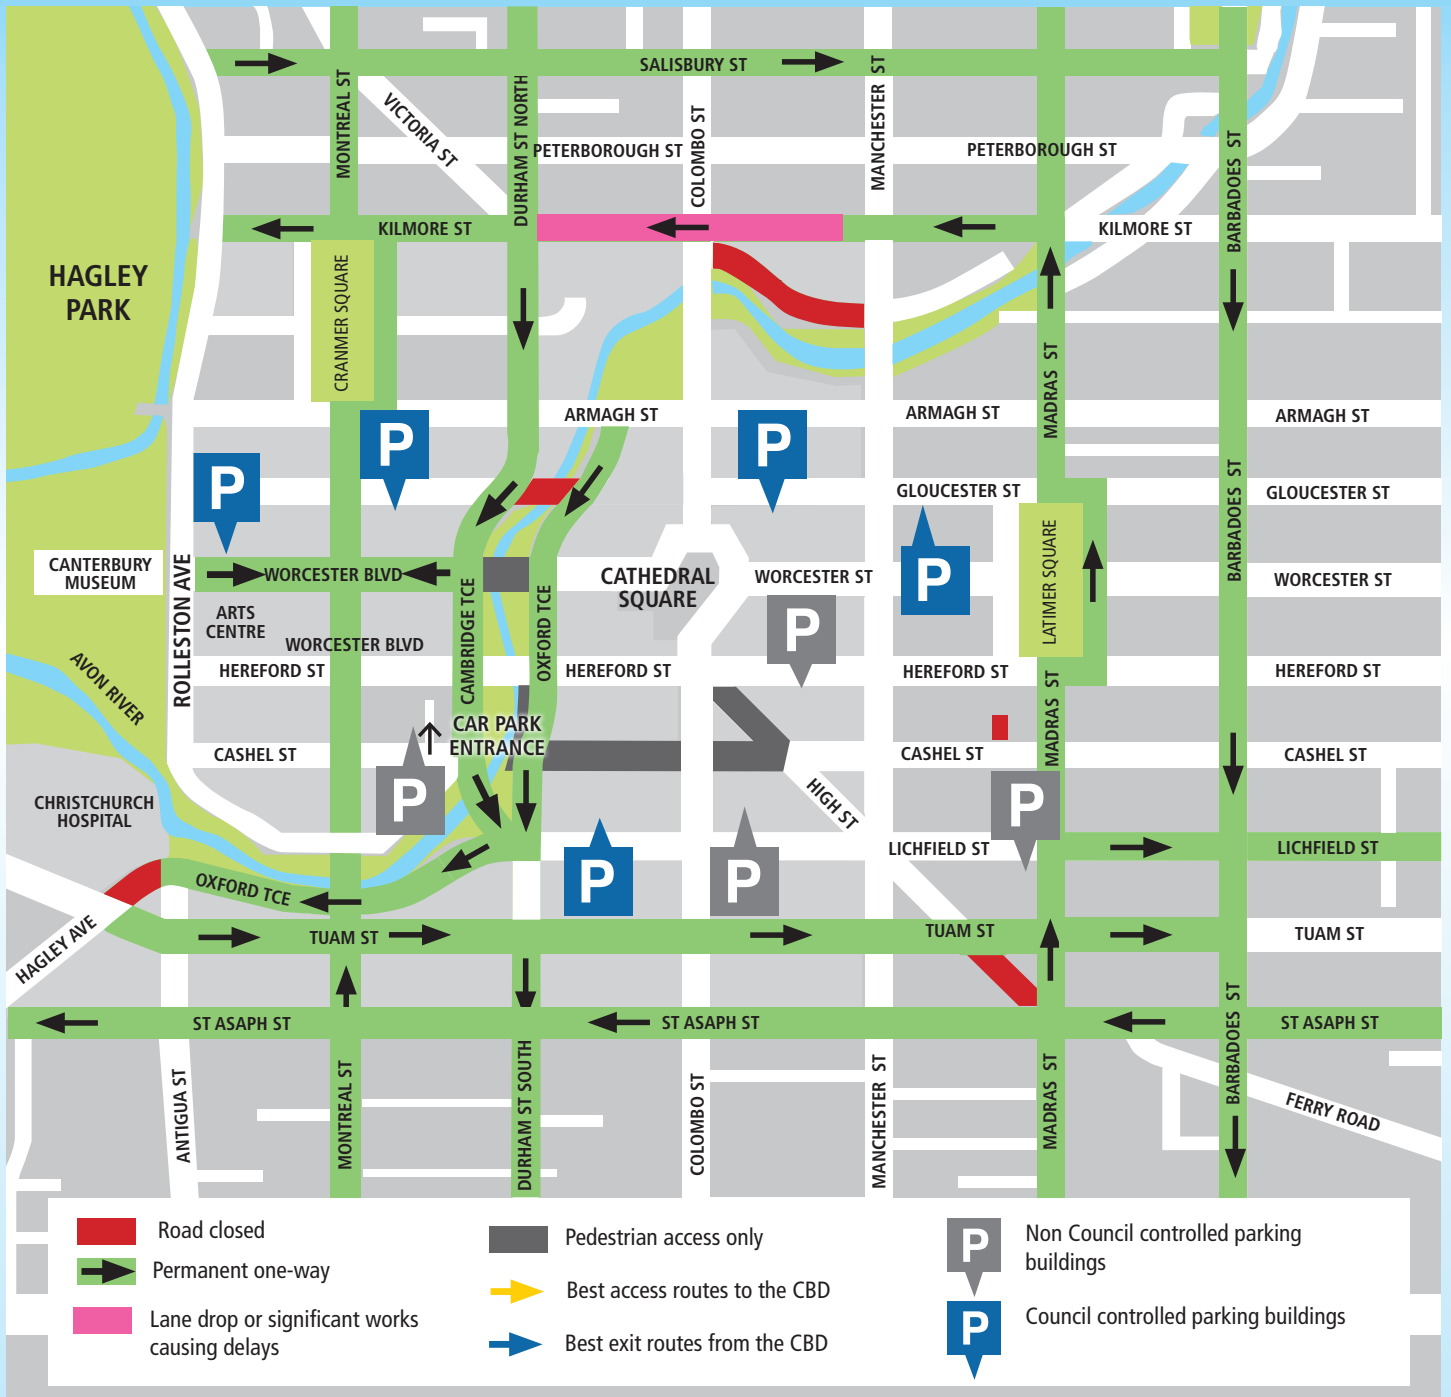 SALISBURY ST
MONTREAL ST
VICTORIA ST
DURHAM ST NORTH
COLOMBO ST
MANCHESTER ST
PETERBOROUGH ST
PETERBOROUGH ST
BARBADOES ST
KILMORE ST
KILMORE ST
HAGLEY
PARK
CRANMER SQUARE
MADRAS ST
ARMAGH ST
ARMAGH ST
ARMAGH ST
P
P
P
GLOUCESTER ST
GLOUCESTER ST
BARBADOES ST
CANTERBURY
MUSEUM
ROLLESTON AVE
WORCESTER BLVD
CATHEDRAL
SQUARE
WORCESTER ST
P
LATIMER SQUARE
WORCESTER ST
ARTS
CENTRE
WORCESTER BLVD
CAMBRIDGE TCE
OXFORD TCE
P
HEREFORD ST
HEREFORD ST
HEREFORD ST
HEREFORD ST
AVON RIVER
MADRAS ST
CAR PARK
ENTRANCE
CASHEL ST
CASHEL ST
CASHEL ST
CHRISTCHURCH
HOSPITAL
P
HIGH ST
P
LICHFIELD ST
LICHFIELD ST
OXFORD TCE
P
P
HAGLEY AVE
TUAM ST
TUAM ST
TUAM ST
ST ASAPH ST
ST ASAPH ST
ST ASAPH ST
BARBADOES ST
ANTIGUA ST
MONTREAL ST
DURHAM ST SOUTH
COLOMBO ST
MANCHESTER ST
MADRAS ST
FERRY ROAD
Road closed
Permanent one-way
Lane drop or significant works
causing delays
Pedestrian access only
Best access routes to the CBD
Best exit routes from the CBD
P
Non Council controlled parking
buildings
P
Council controlled parking buildings